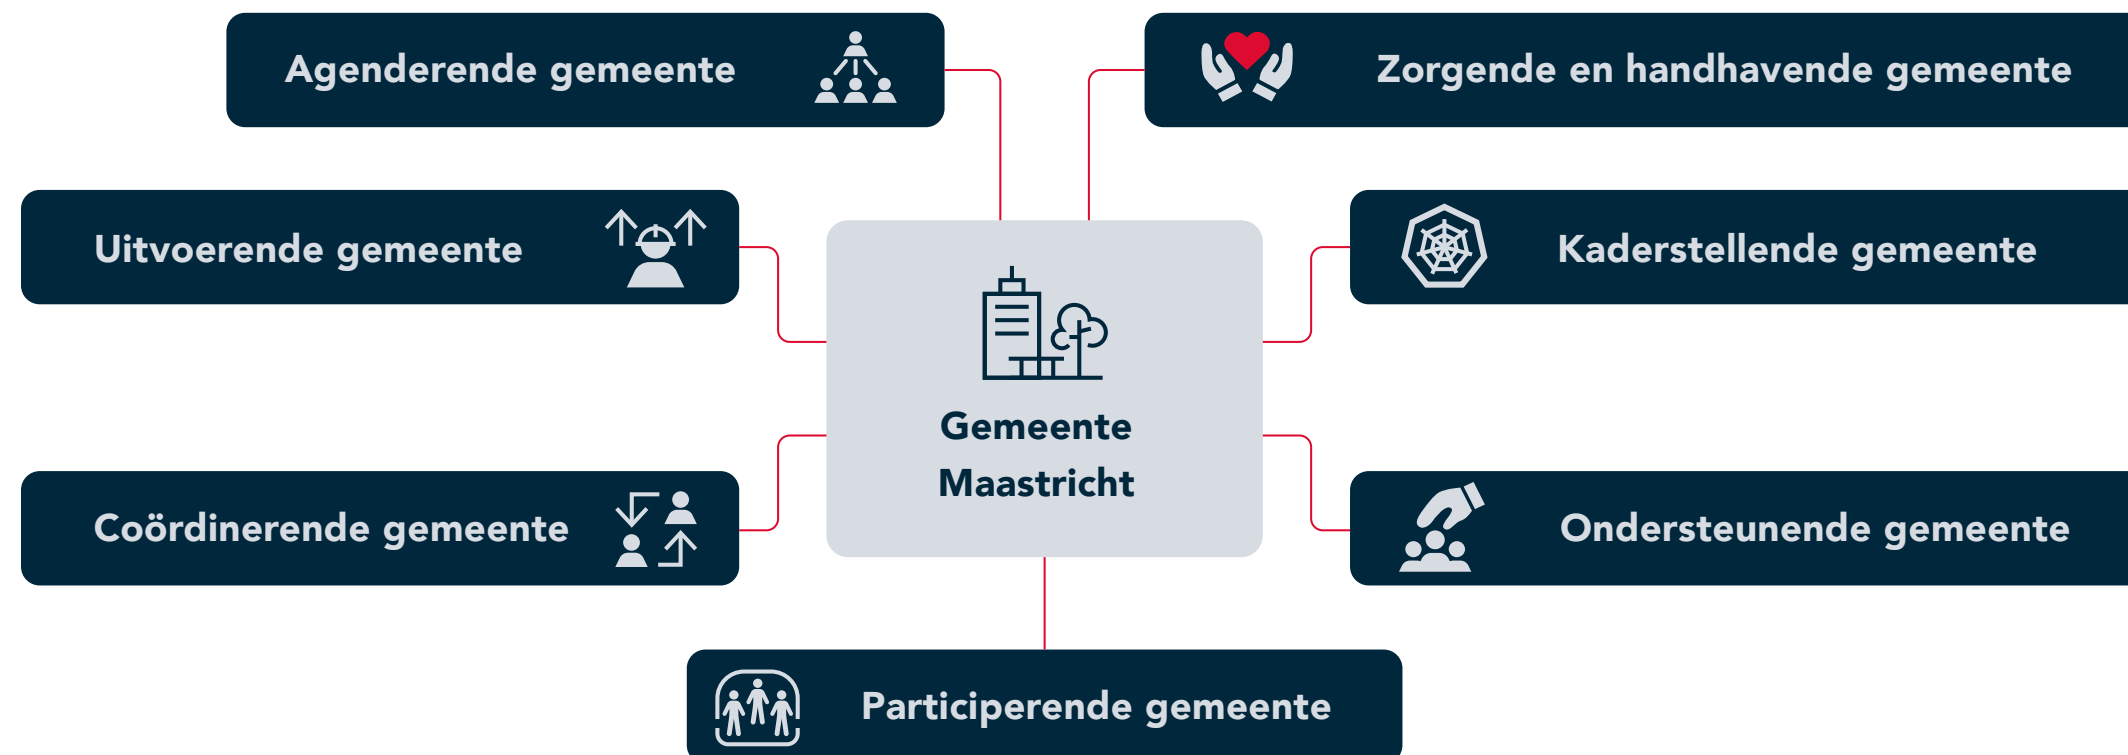 Agenderende gemeente
Zorgende en handhavende gemeente
Uitvoerende gemeente
Kaderstellende gemeente
Gemeente
Maastricht
Coördinerende gemeente
Ondersteunende gemeente
Participerende gemeente